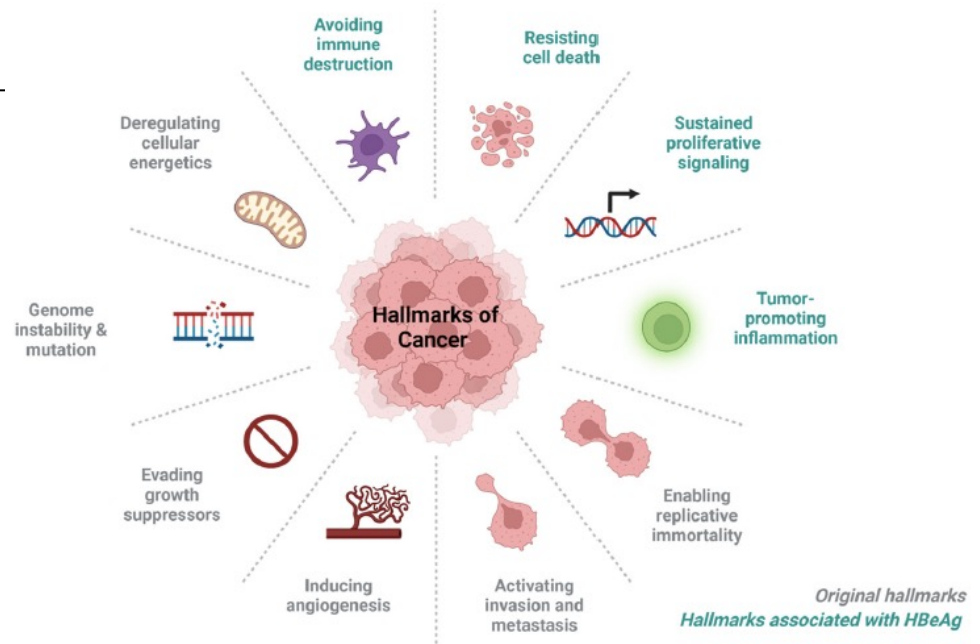 Avoiding
immune
destruction
Resisting
cell death
Deregulating
cellular
energetics
Sustained
proliferative
signaling
Genome
instability &
mutation
Hallmarks of
Cancer
Tumor-
promoting
inflammation
Evading
growth
suppressors
Enabling
replicative
immortality
Inducing
angiogenesis
Activating
invasion and
metastasis
Original hallmarks
Hallmarks associated with HBeAg